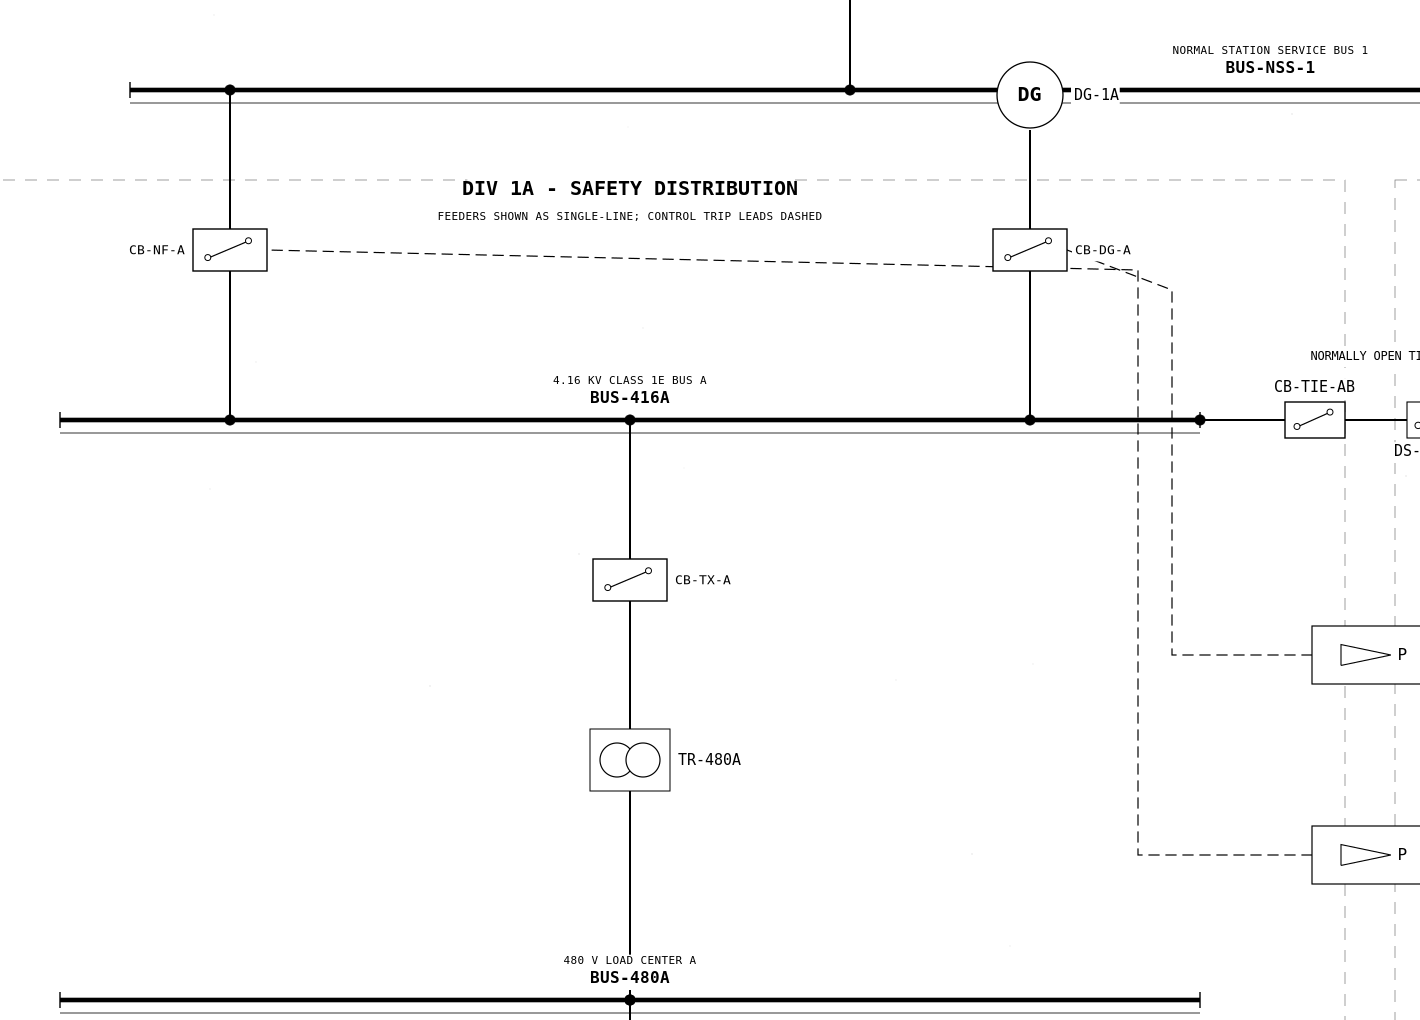 NORMAL STATION SERVICE BUS 1
BUS-NSS-1
DG
DG-1A
DIV 1A - SAFETY DISTRIBUTION
FEEDERS SHOWN AS SINGLE-LINE; CONTROL TRIP LEADS DASHED
CB-NF-A
CB-DG-A
NORMALLY OPEN TI
4.16 KV CLASS 1E BUS A
BUS-416A
CB-TIE-AB
DS-
CB-TX-A
P
TR-480A
P
480 V LOAD CENTER A
BUS-480A